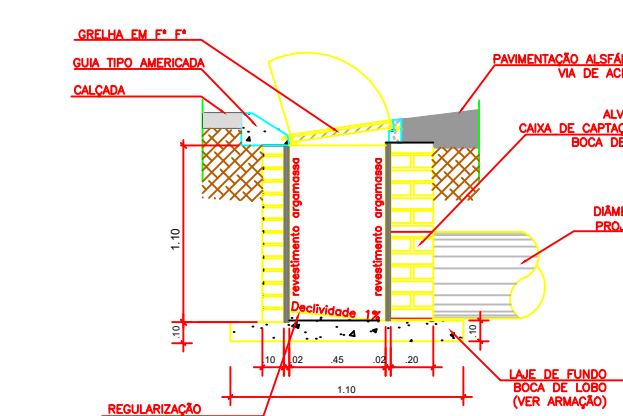 GRELHA EM Fº Fº
GUIA TIPO AMERICADA
CALÇADA
PAVIMENTAÇÃO ALSFÁ
VIA DE AC
ALV
CAIXA DE CAPTAÇ
BOCA DE
DIÂM
PROJ
revestimento argamassa
revestimento argamassa
Declividade 1%
1.10
.10
.10
.10
.02
.45
.02
.20
1.10
LAJE DE FUNDO
BOCA DE LOBO
(VER ARMAÇÃO)
REGULARIZAÇÃO